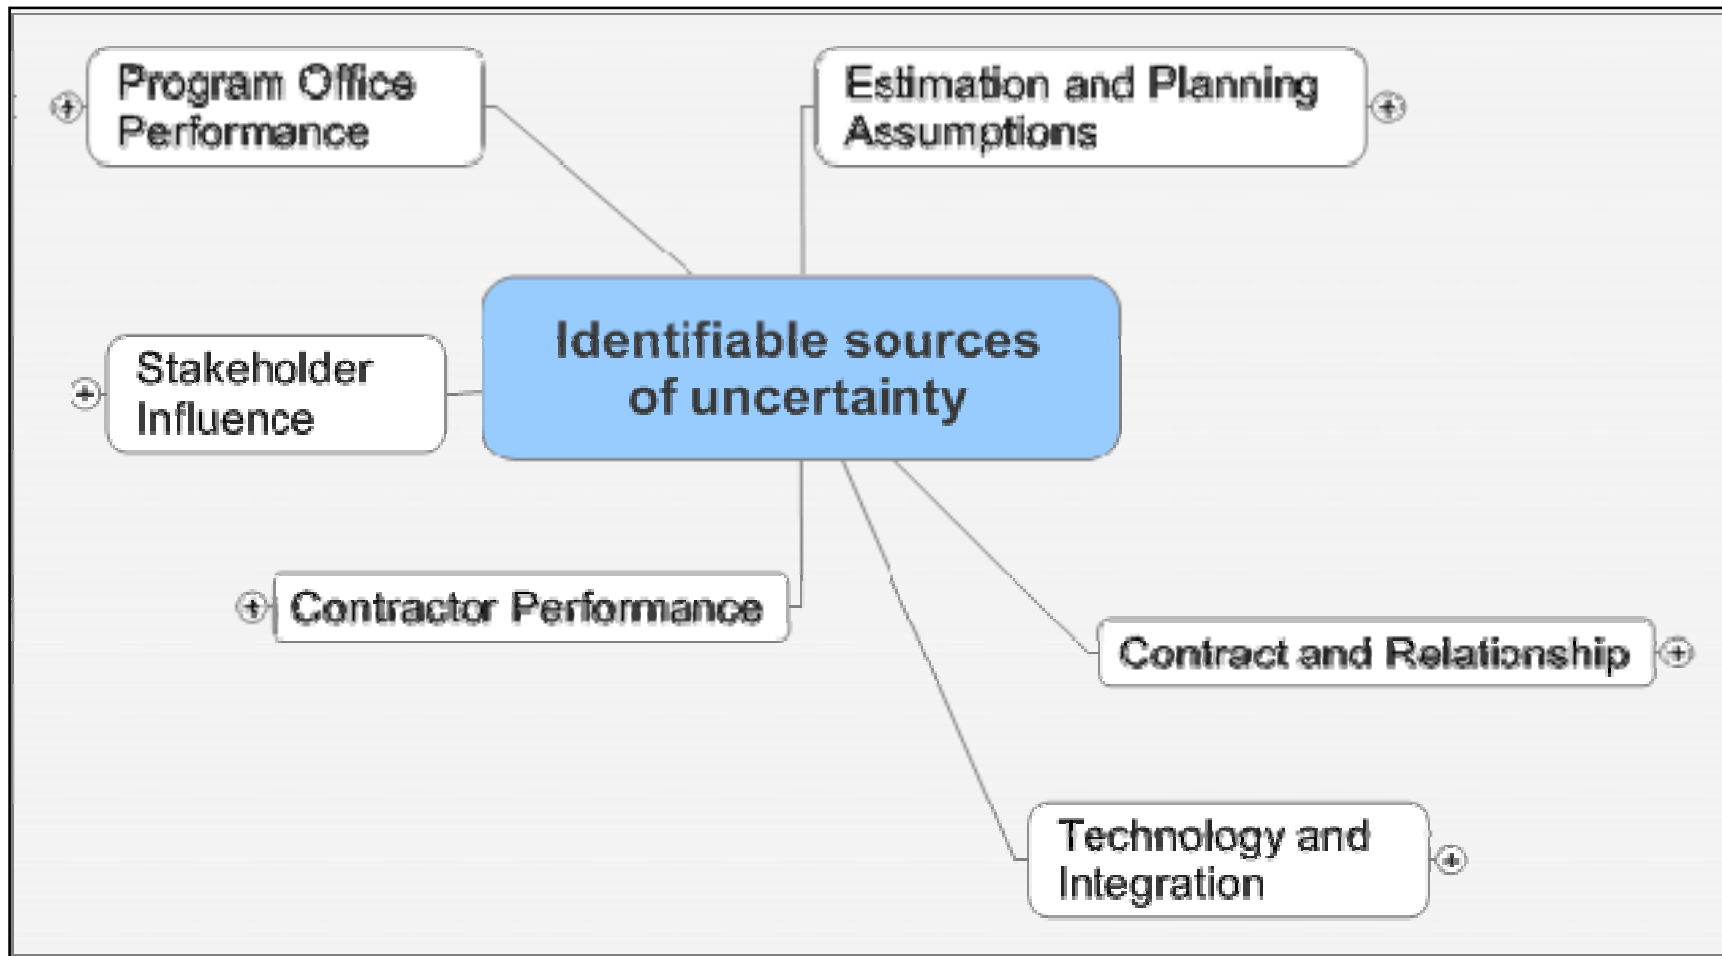 Program Office
Performance
Estimation and Planning
Assumptions
Identifiable sources
of uncertainty
Stakeholder
Influence
Contractor Performance
Contract and Relationship
Technology and
Integration